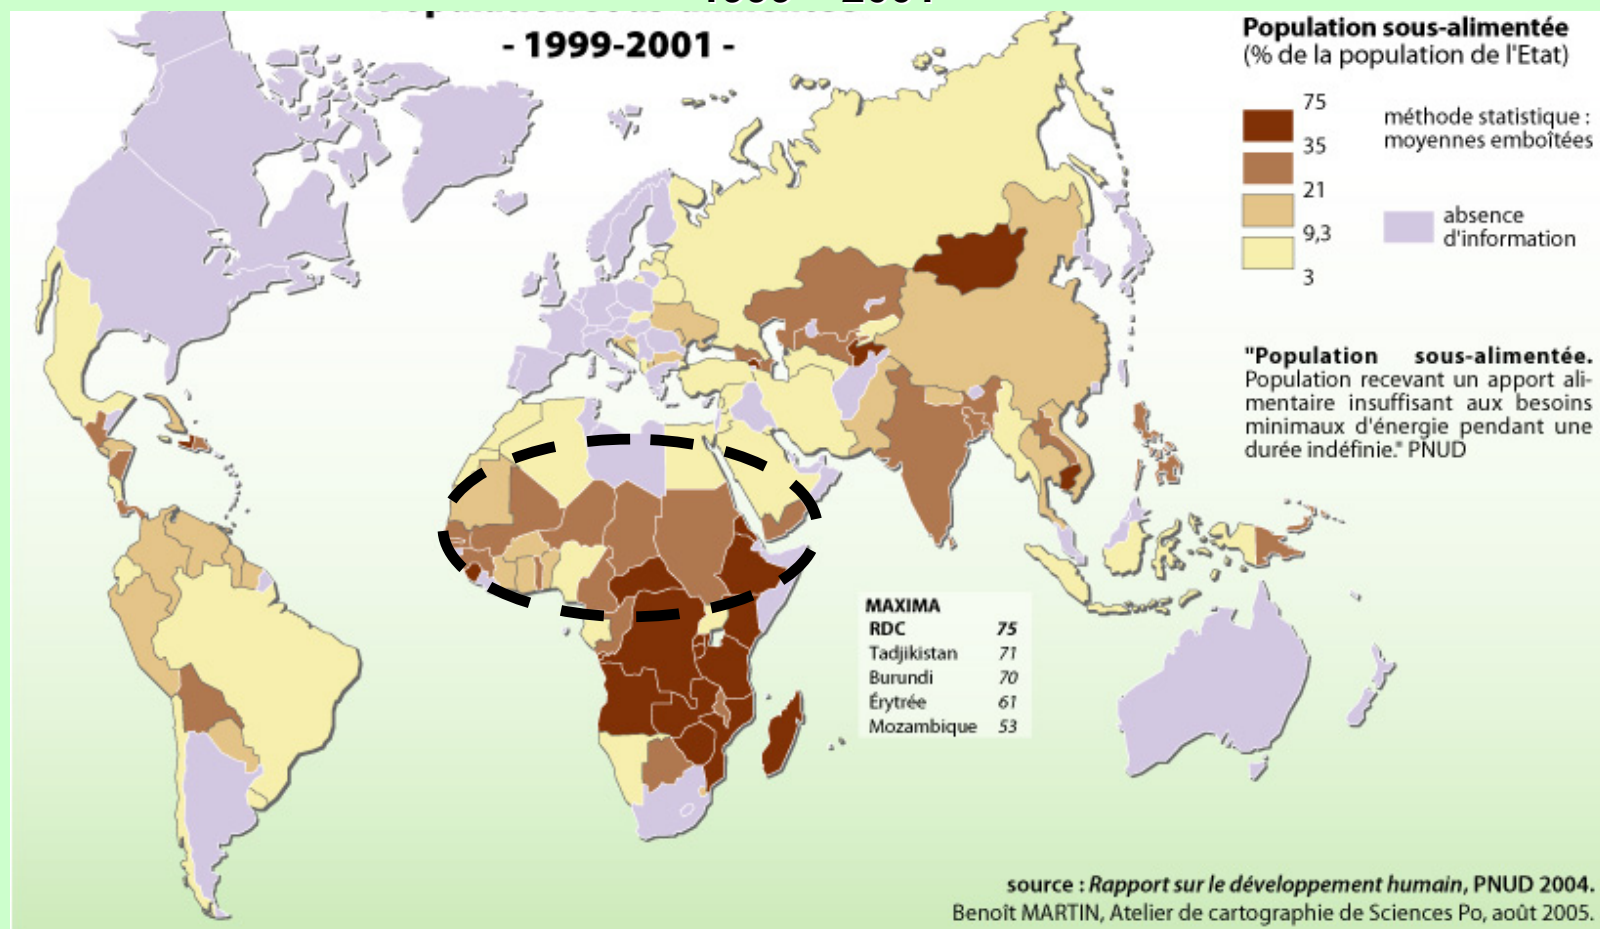 - 1999-2001 -
Population sous-alimentée
(% de la population de l'Etat)
75
35
21
9,3
3
méthode statistique :
moyennes emboîtées
absence
d'information
"Population sous-alimentée.
Population recevant un apport ali-
mentaire insuffisant aux besoins
minimaux d'énergie pendant une
durée indéfinie." PNUD
MAXIMA
RDC 75
Tadjikistan 71
Burundi 70
Érytrée 61
Mozambique 53
source : Rapport sur le développement humain, PNUD 2004.
Benoît MARTIN, Atelier de cartographie de Sciences Po, août 2005.